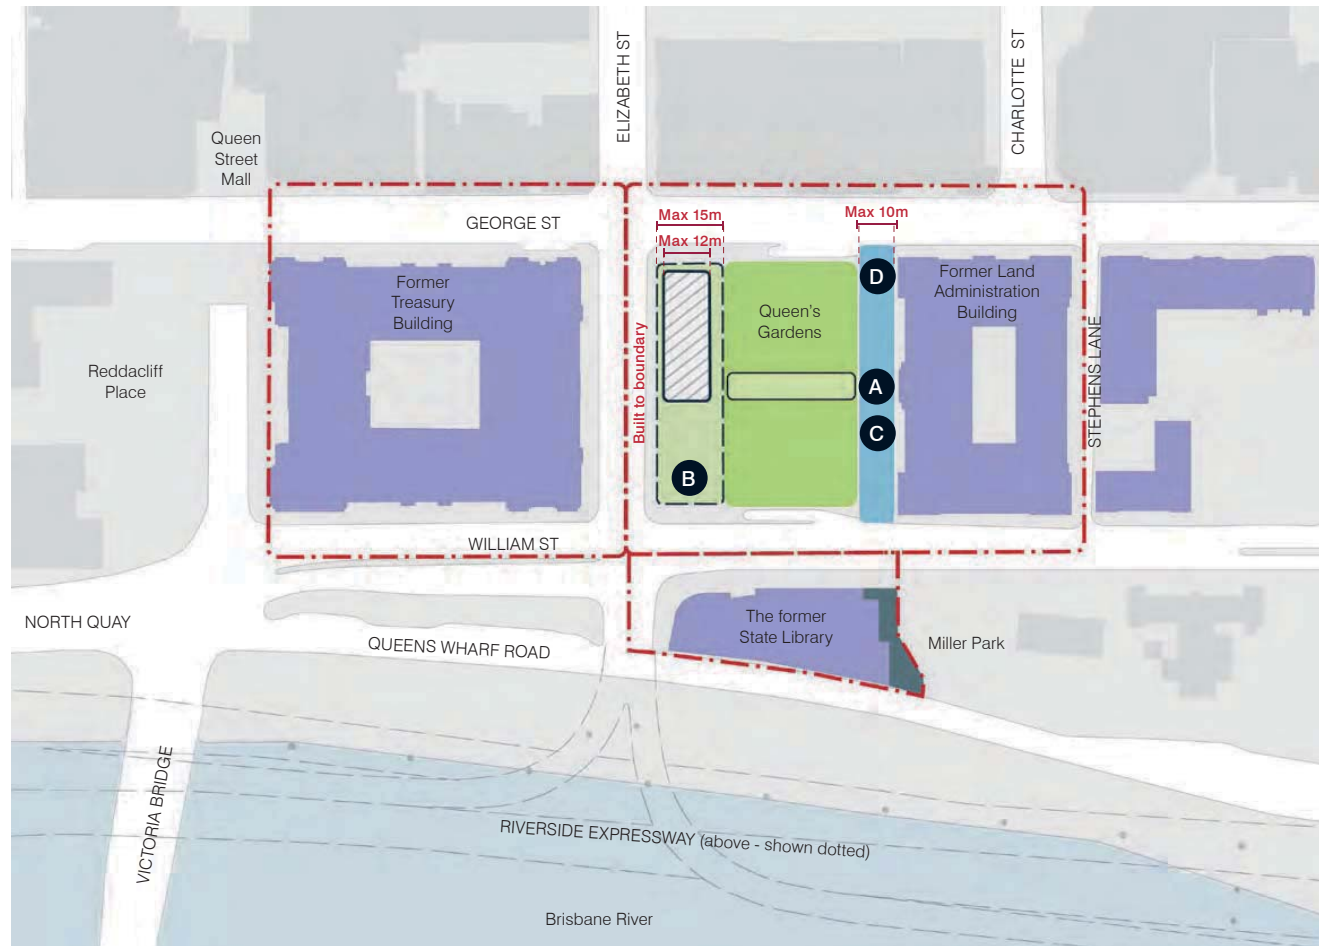 ELIZABETH ST
CHARLOTTE ST
Queen
Street
Mall
GEORGE ST
Max 15m
Max 12m
Max 10m
Former
Treasury
Building
D
Former Land
Administration
Building
Queen's
Gardens
Built to boundary
STEPHENS LANE
Reddacliff
Place
A
C
B
WILLIAM ST
NORTH QUAY
QUEENS WHARF ROAD
The former
State Library
Miller Park
VICTORIA BRIDGE
RIVERSIDE EXPRESSWAY (above - shown dotted)
Brisbane River